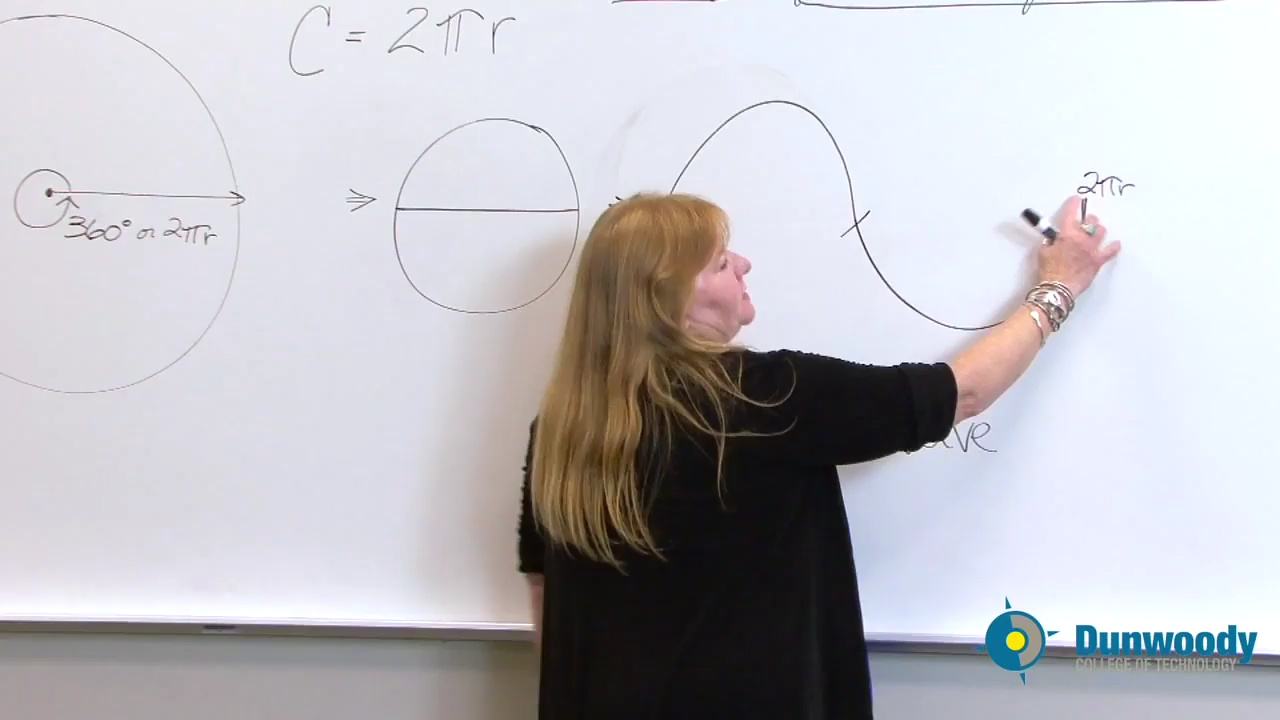 C = 2πr
360° or 2πr
2πr
Dunwoody
COLLEGE OF TECHNOLOGY